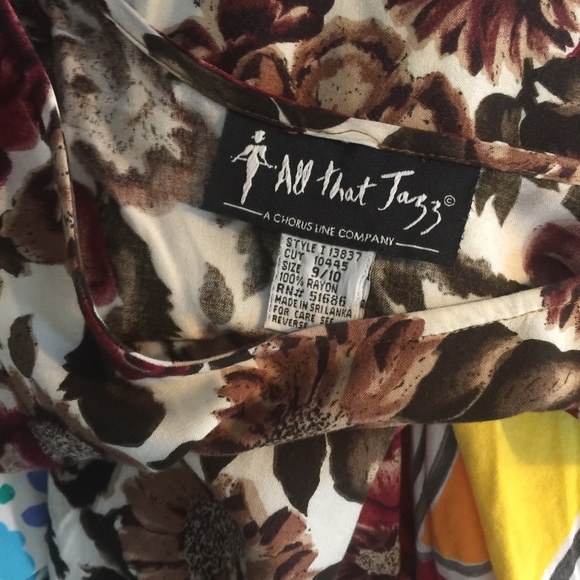 All that Jazz©
A CHORUS LINE COMPANY
STYLE I 13837
CUT 10445
SIZE 9/10
100% RAYON
RN# 51686
MADE IN SRI LANKA
FOR CARE SEE
REVERSE